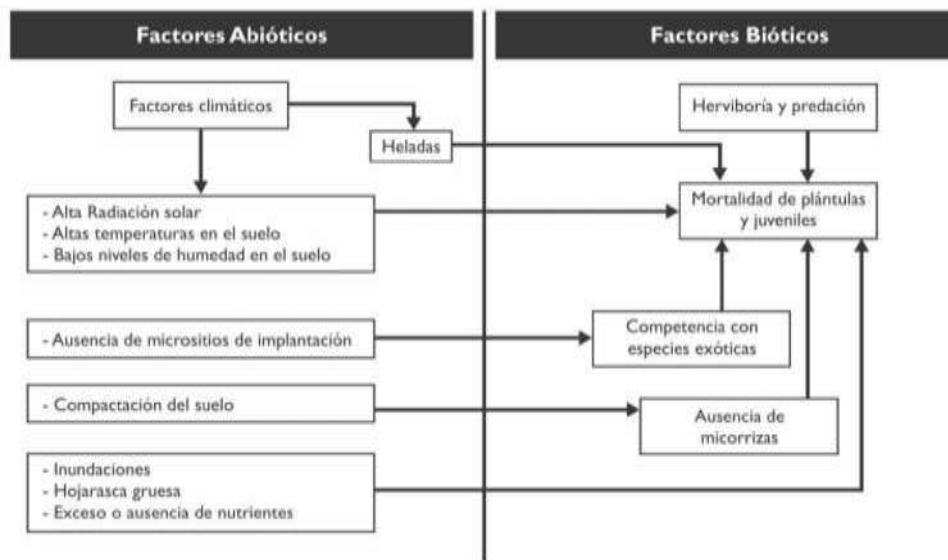 Factores Abióticos
Factores Bióticos
Factores climáticos
Heladas
- Alta Radiación solar
- Altas temperaturas en el suelo
- Bajos niveles de humedad en el suelo
- Ausencia de micrositios de implantación
- Compactación del suelo
- Inundaciones
- Hojarasca gruesa
- Exceso o ausencia de nutrientes
Herviboría y predación
Mortalidad de plántulas
y juveniles
Competencia con
especies exóticas
Ausencia de
micorrizas